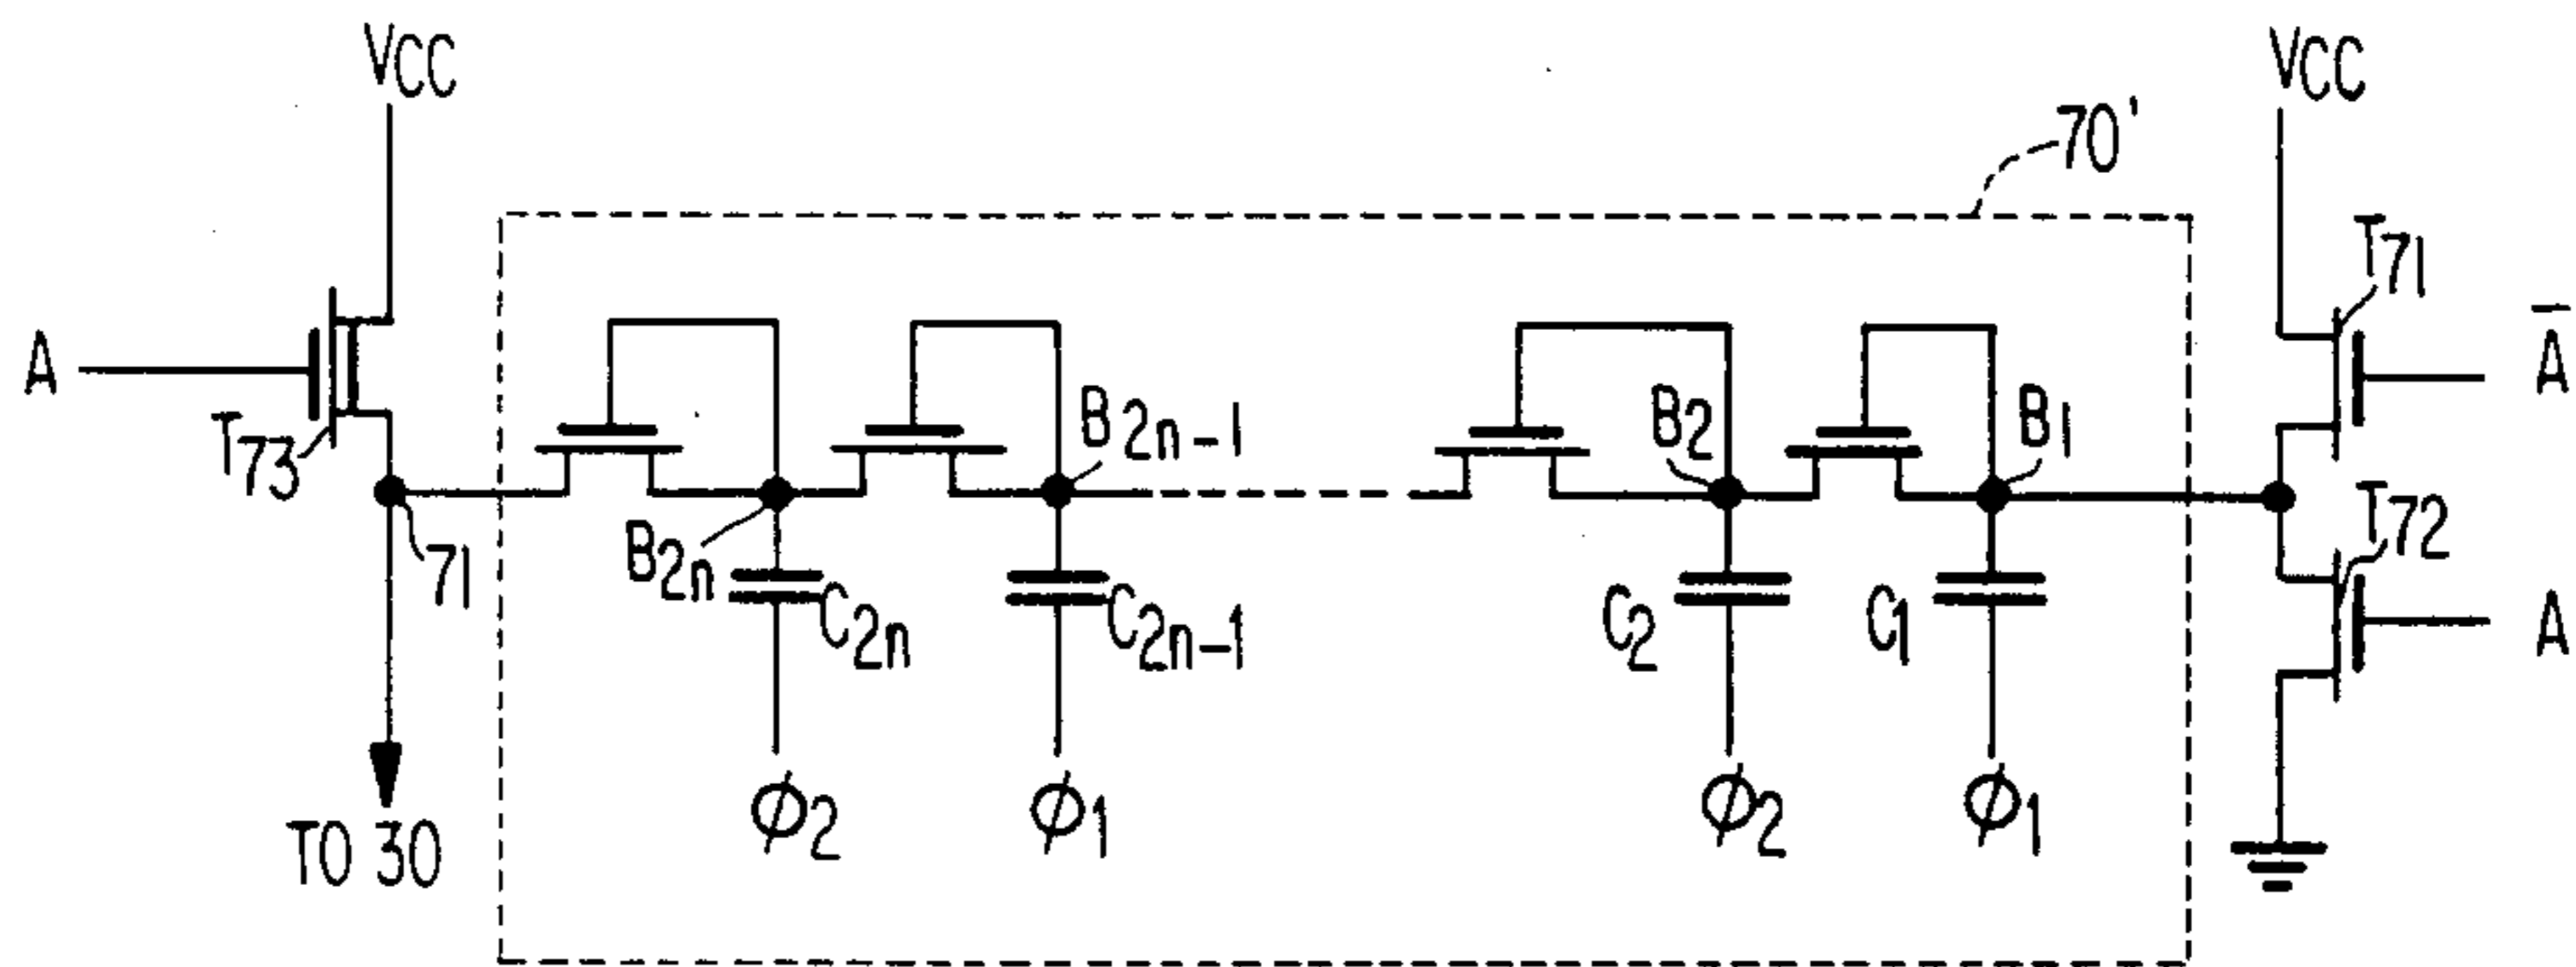 VCC
VCC
70'
T71
A
T73
Ā
B2n-1
B2
B1
71
B2n
T72
C2n
C2n-1
C2
C1
A
φ2
φ1
φ2
φ1
TO 30